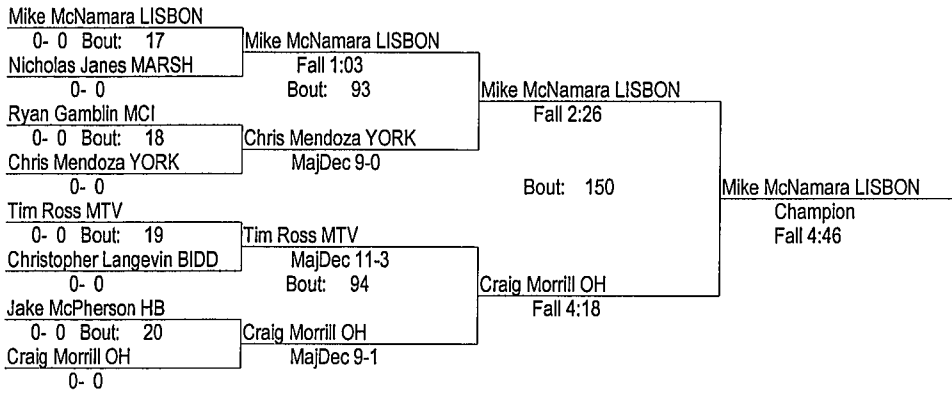 Mike McNamara LISBON
0- 0 Bout: 17
Nicholas Janes MARSH
0- 0
Ryan Gamblin MCI
0- 0 Bout: 18
Chris Mendoza YORK
0- 0
Tim Ross MTV
0- 0 Bout: 19
Christopher Langevin BIDD
0- 0
Jake McPherson HB
0- 0 Bout: 20
Craig Morrill OH
0- 0
Mike McNamara LISBON
Fall 1:03
Bout: 93
Chris Mendoza YORK
MajDec 9-0
Tim Ross MTV
MajDec 11-3
Bout: 94
Craig Morrill OH
MajDec 9-1
Mike McNamara LISBON
Fall 2:26
Bout: 150
Craig Morrill OH
Fall 4:18
Mike McNamara LISBON
Champion
Fall 4:46